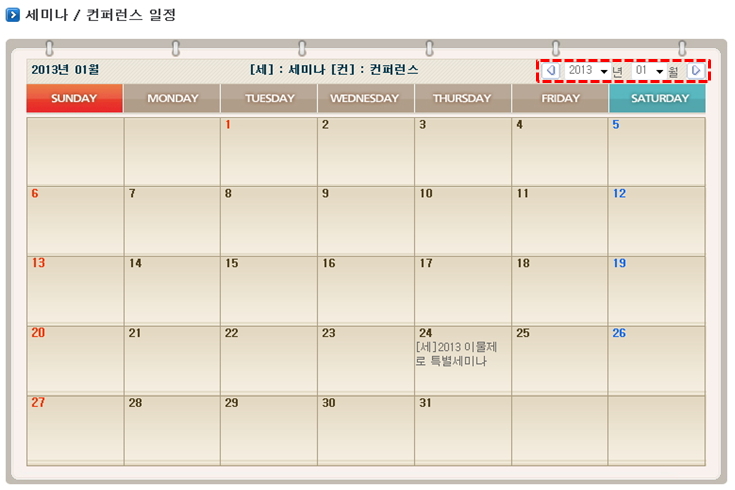 세미나 / 컨퍼런스 일정
2013년 01월 [세] : 세미나 [컨] : 컨퍼런스 2013 년 01 월
SUNDAY MONDAY TUESDAY WEDNESDAY THURSDAY FRIDAY SATURDAY
1 2 3 4 5
6 7 8 9 10 11 12
13 14 15 16 17 18 19
20 21 22 23 24 25 26
[세]2013 이물제
로 특별세미나
27 28 29 30 31